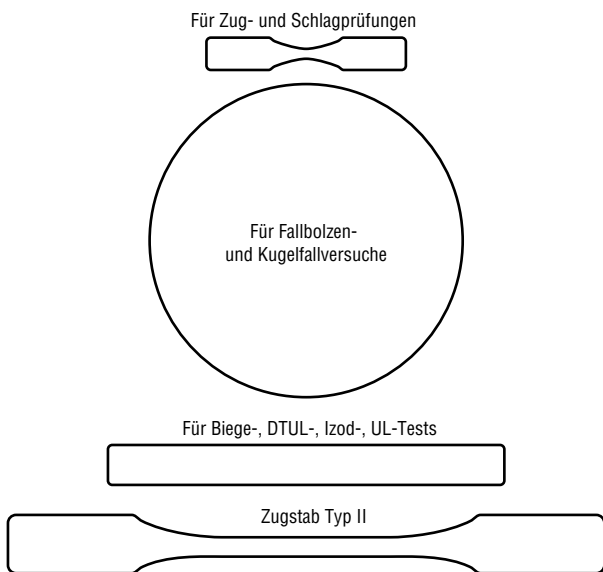 Für Zug- und Schlagprüfungen
Für Fallbolzen-
und Kugelfallversuche
Für Biege-, DTUL-, Izod-, UL-Tests
Zugstab Typ II